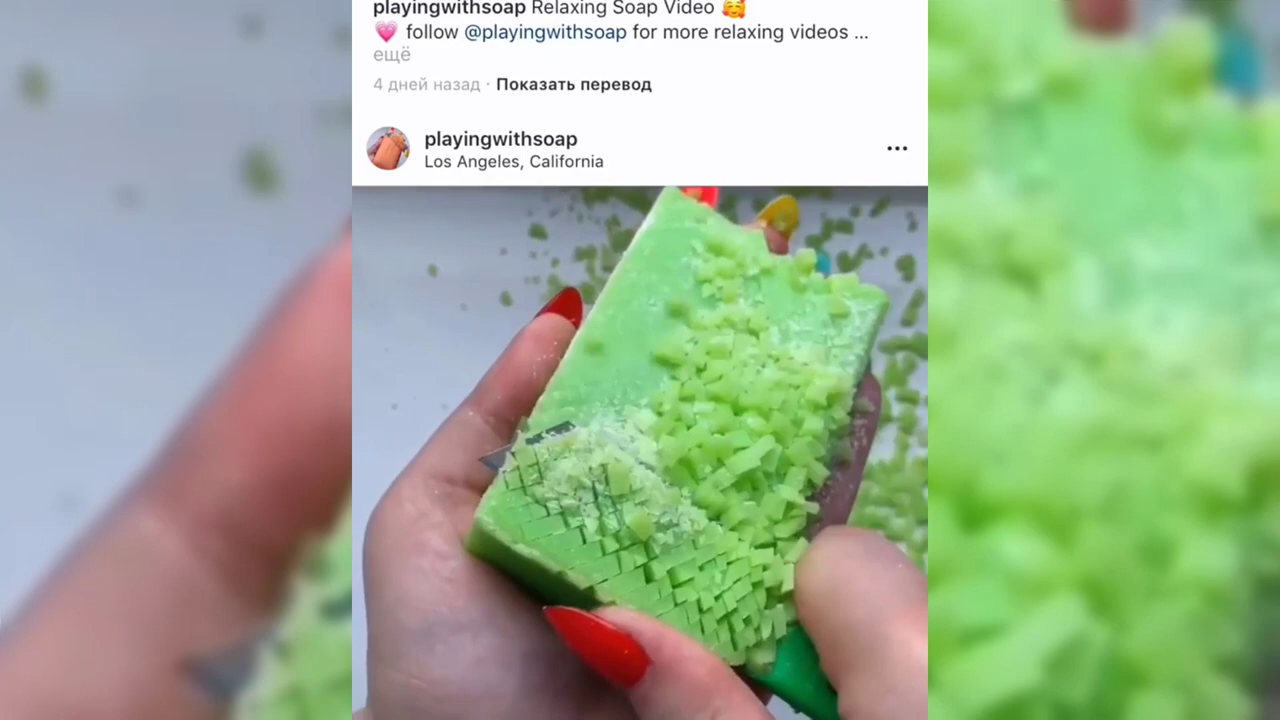 playingwithsoap Relaxing Soap Video 🥰
💗 follow @playingwithsoap for more relaxing videos ...
ещё
4 дней назад · Показать перевод
playingwithsoap
Los Angeles, California